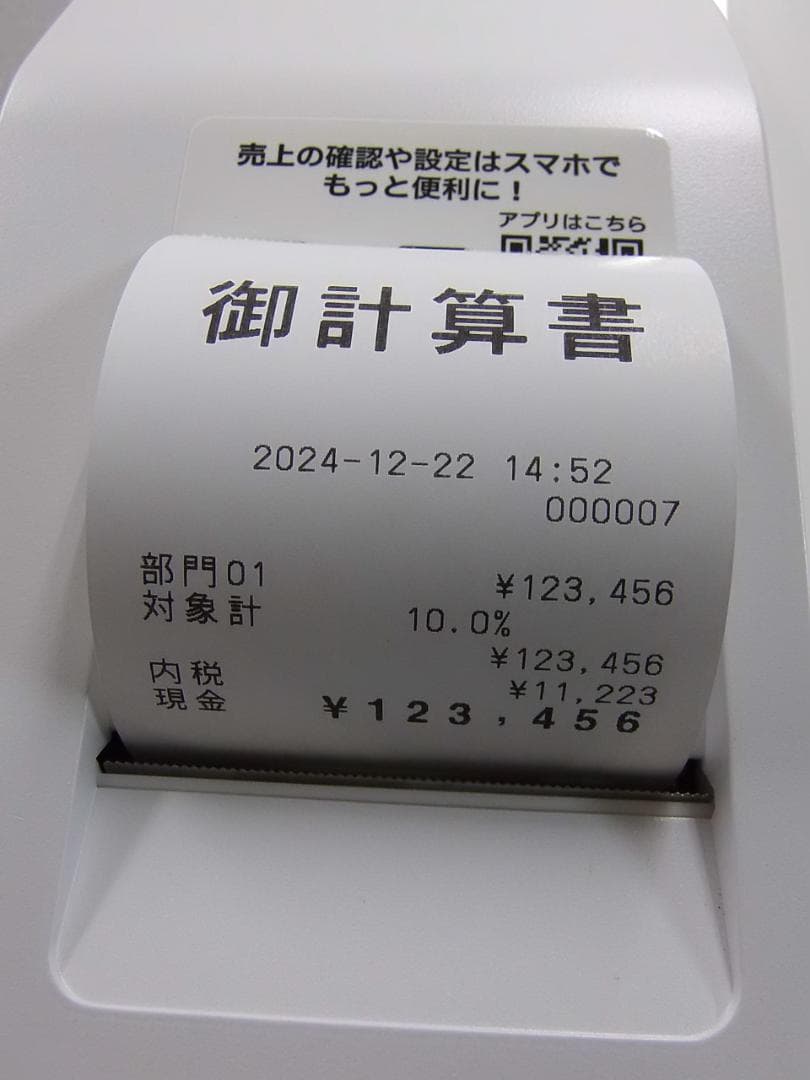 売上の確認や設定はスマホで
もっと便利に！
アプリはこちら
御計算書
2024-12-22 14:52
000007
部門01 ¥123,456
対象計 10.0%
¥123,456
内税 ¥11,223
現金 ¥123,456